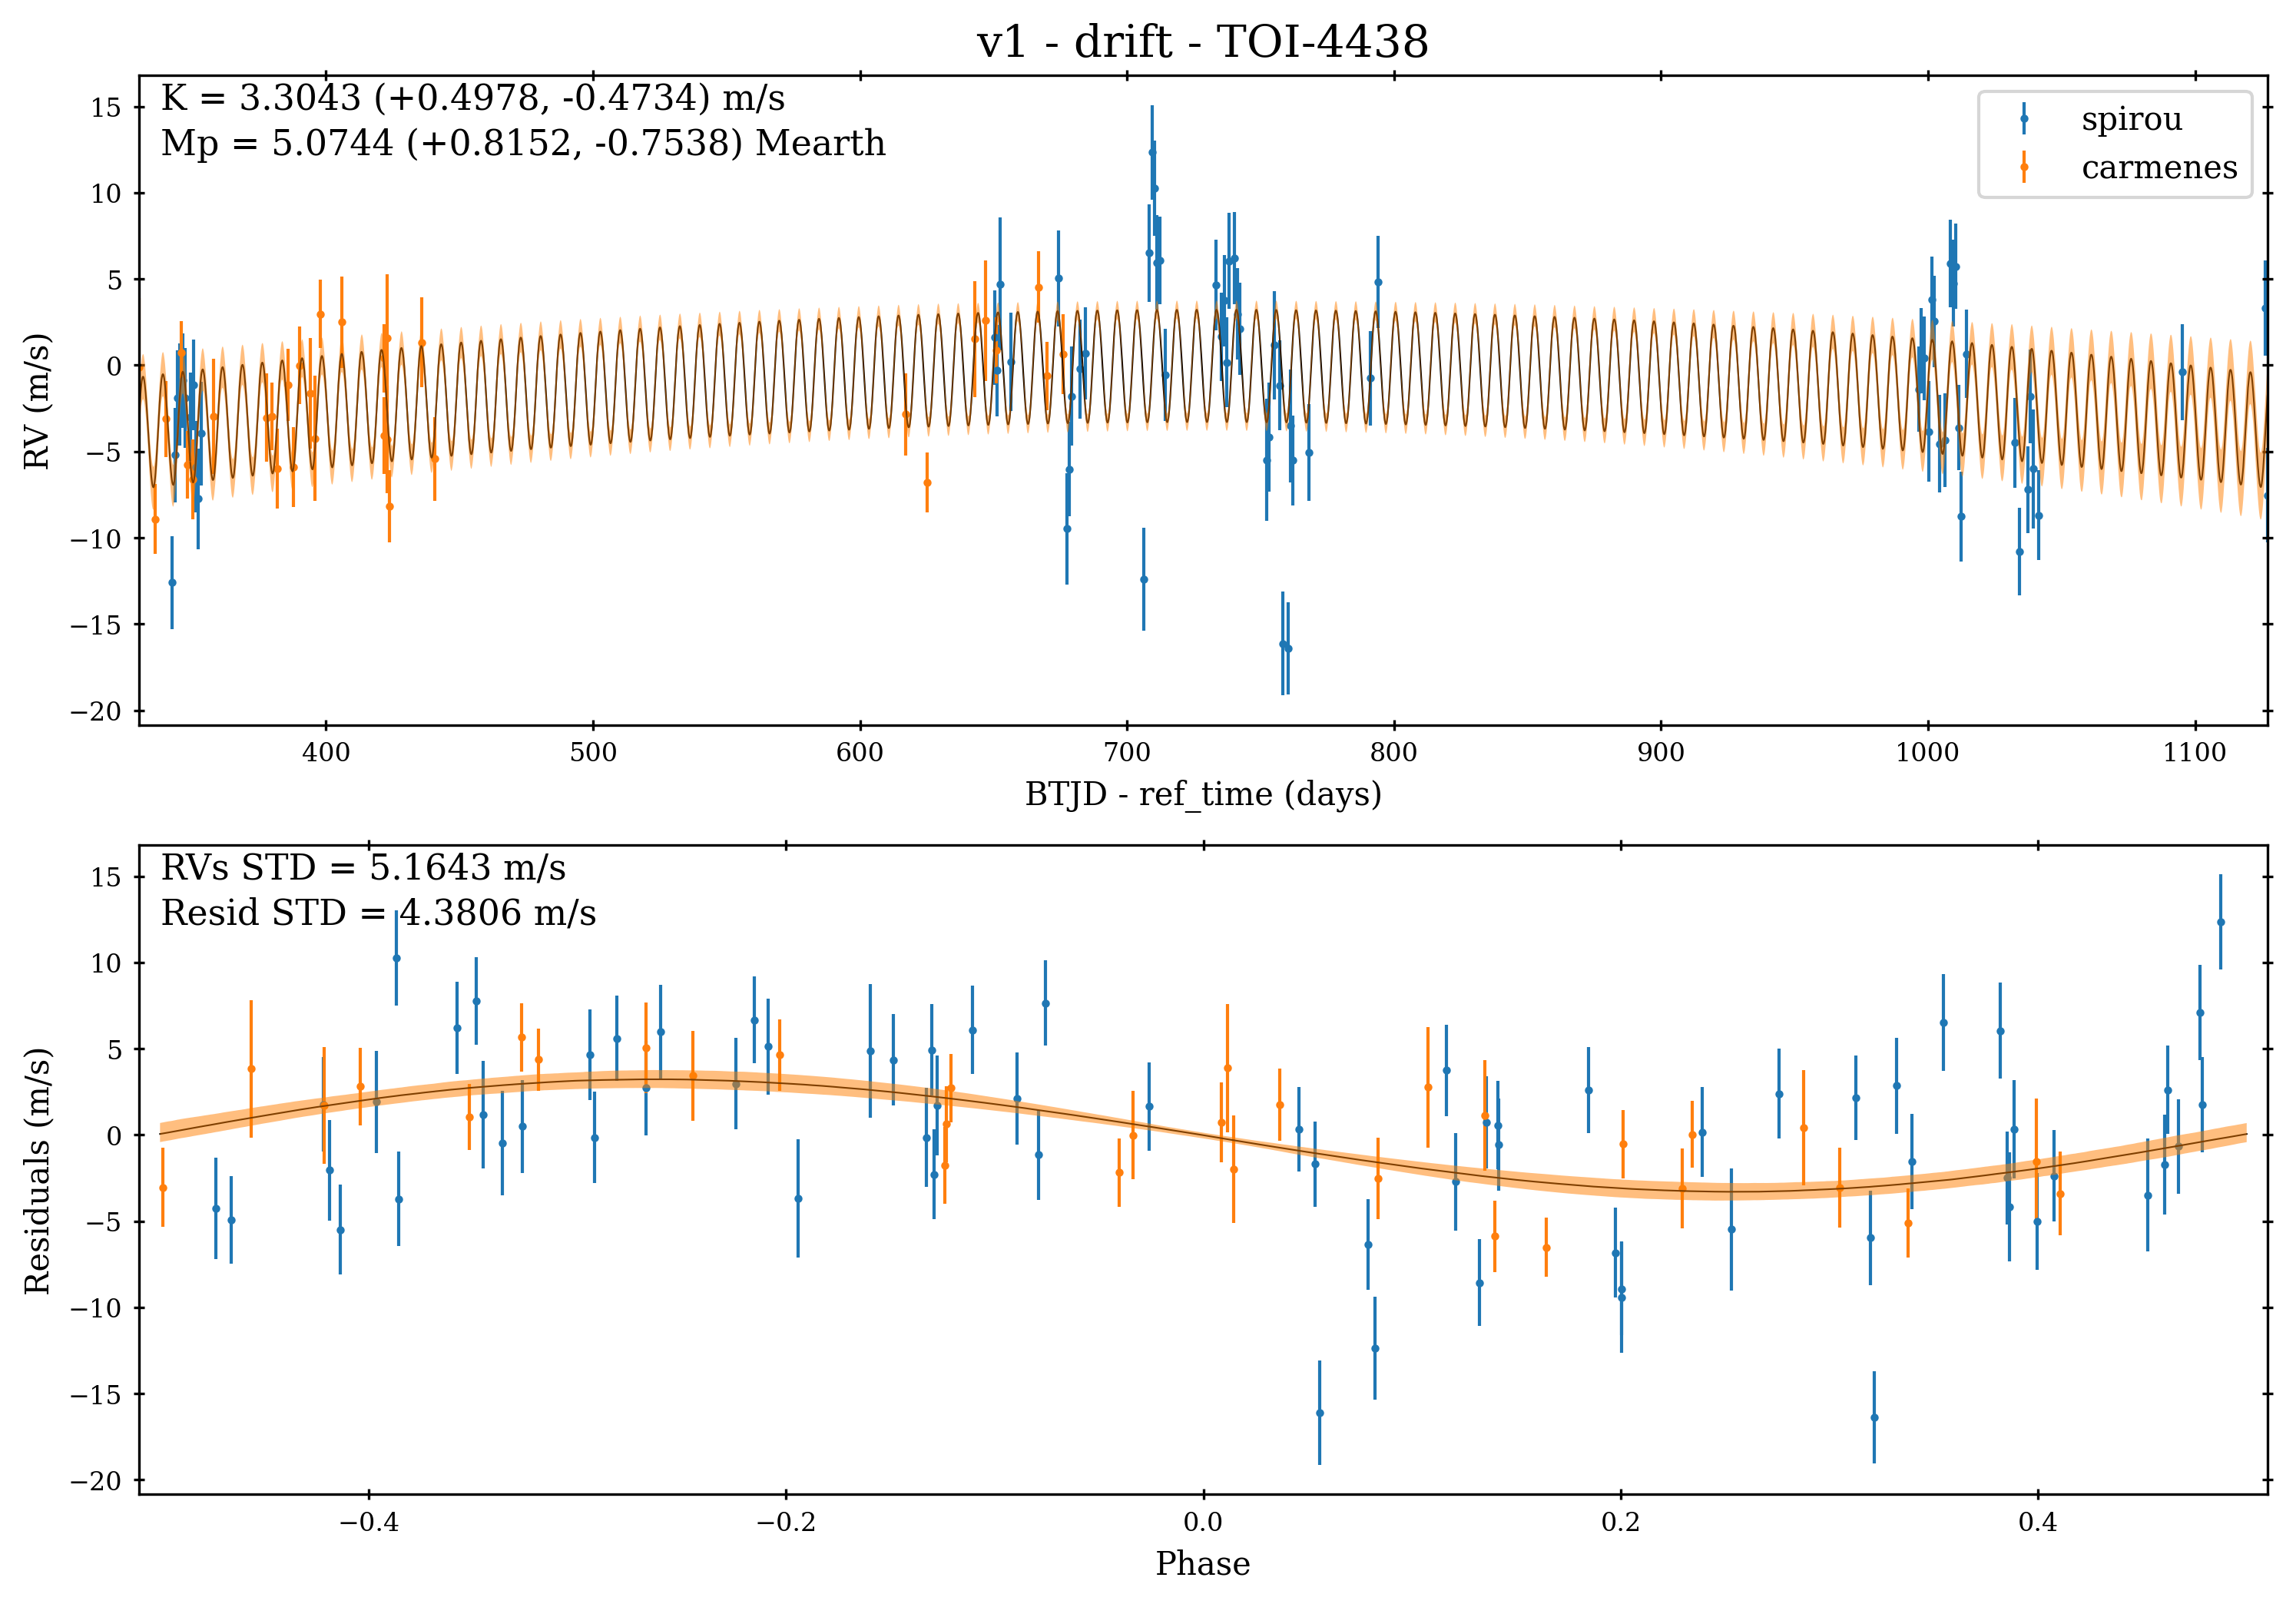 v1 - drift - TOI-4438
K = 3.3043 (+0.4978, -0.4734) m/s
Mp = 5.0744 (+0.8152, -0.7538) Mearth
spirou
carmenes
RV (m/s)
15
10
5
0
−5
−10
−15
−20
400 500 600 700 800 900 1000 1100
BTJD - ref_time (days)
RVs STD = 5.1643 m/s
Resid STD = 4.3806 m/s
Residuals (m/s)
15
10
5
0
−5
−10
−15
−20
−0.4 −0.2 0.0 0.2 0.4
Phase